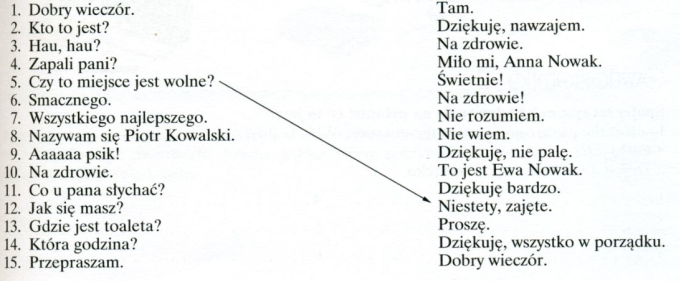 1. Dobry wieczór. Tam.
2. Kto to jest? Dziękuję, nawzajem.
3. Hau, hau? Na zdrowie.
4. Zapali pani? Miło mi, Anna Nowak.
5. Czy to miejsce jest wolne? Świetnie!
6. Smacznego. Na zdrowie!
7. Wszystkiego najlepszego. Nie rozumiem.
8. Nazywam się Piotr Kowalski. Nie wiem.
9. Aaaaaa psik! Dziękuję, nie palę.
10. Na zdrowie. To jest Ewa Nowak.
11. Co u pana słychać? Dziękuję bardzo.
12. Jak się masz? Niestety, zajęte.
13. Gdzie jest toaleta? Proszę.
14. Która godzina? Dziękuję, wszystko w porządku.
15. Przepraszam. Dobry wieczór.